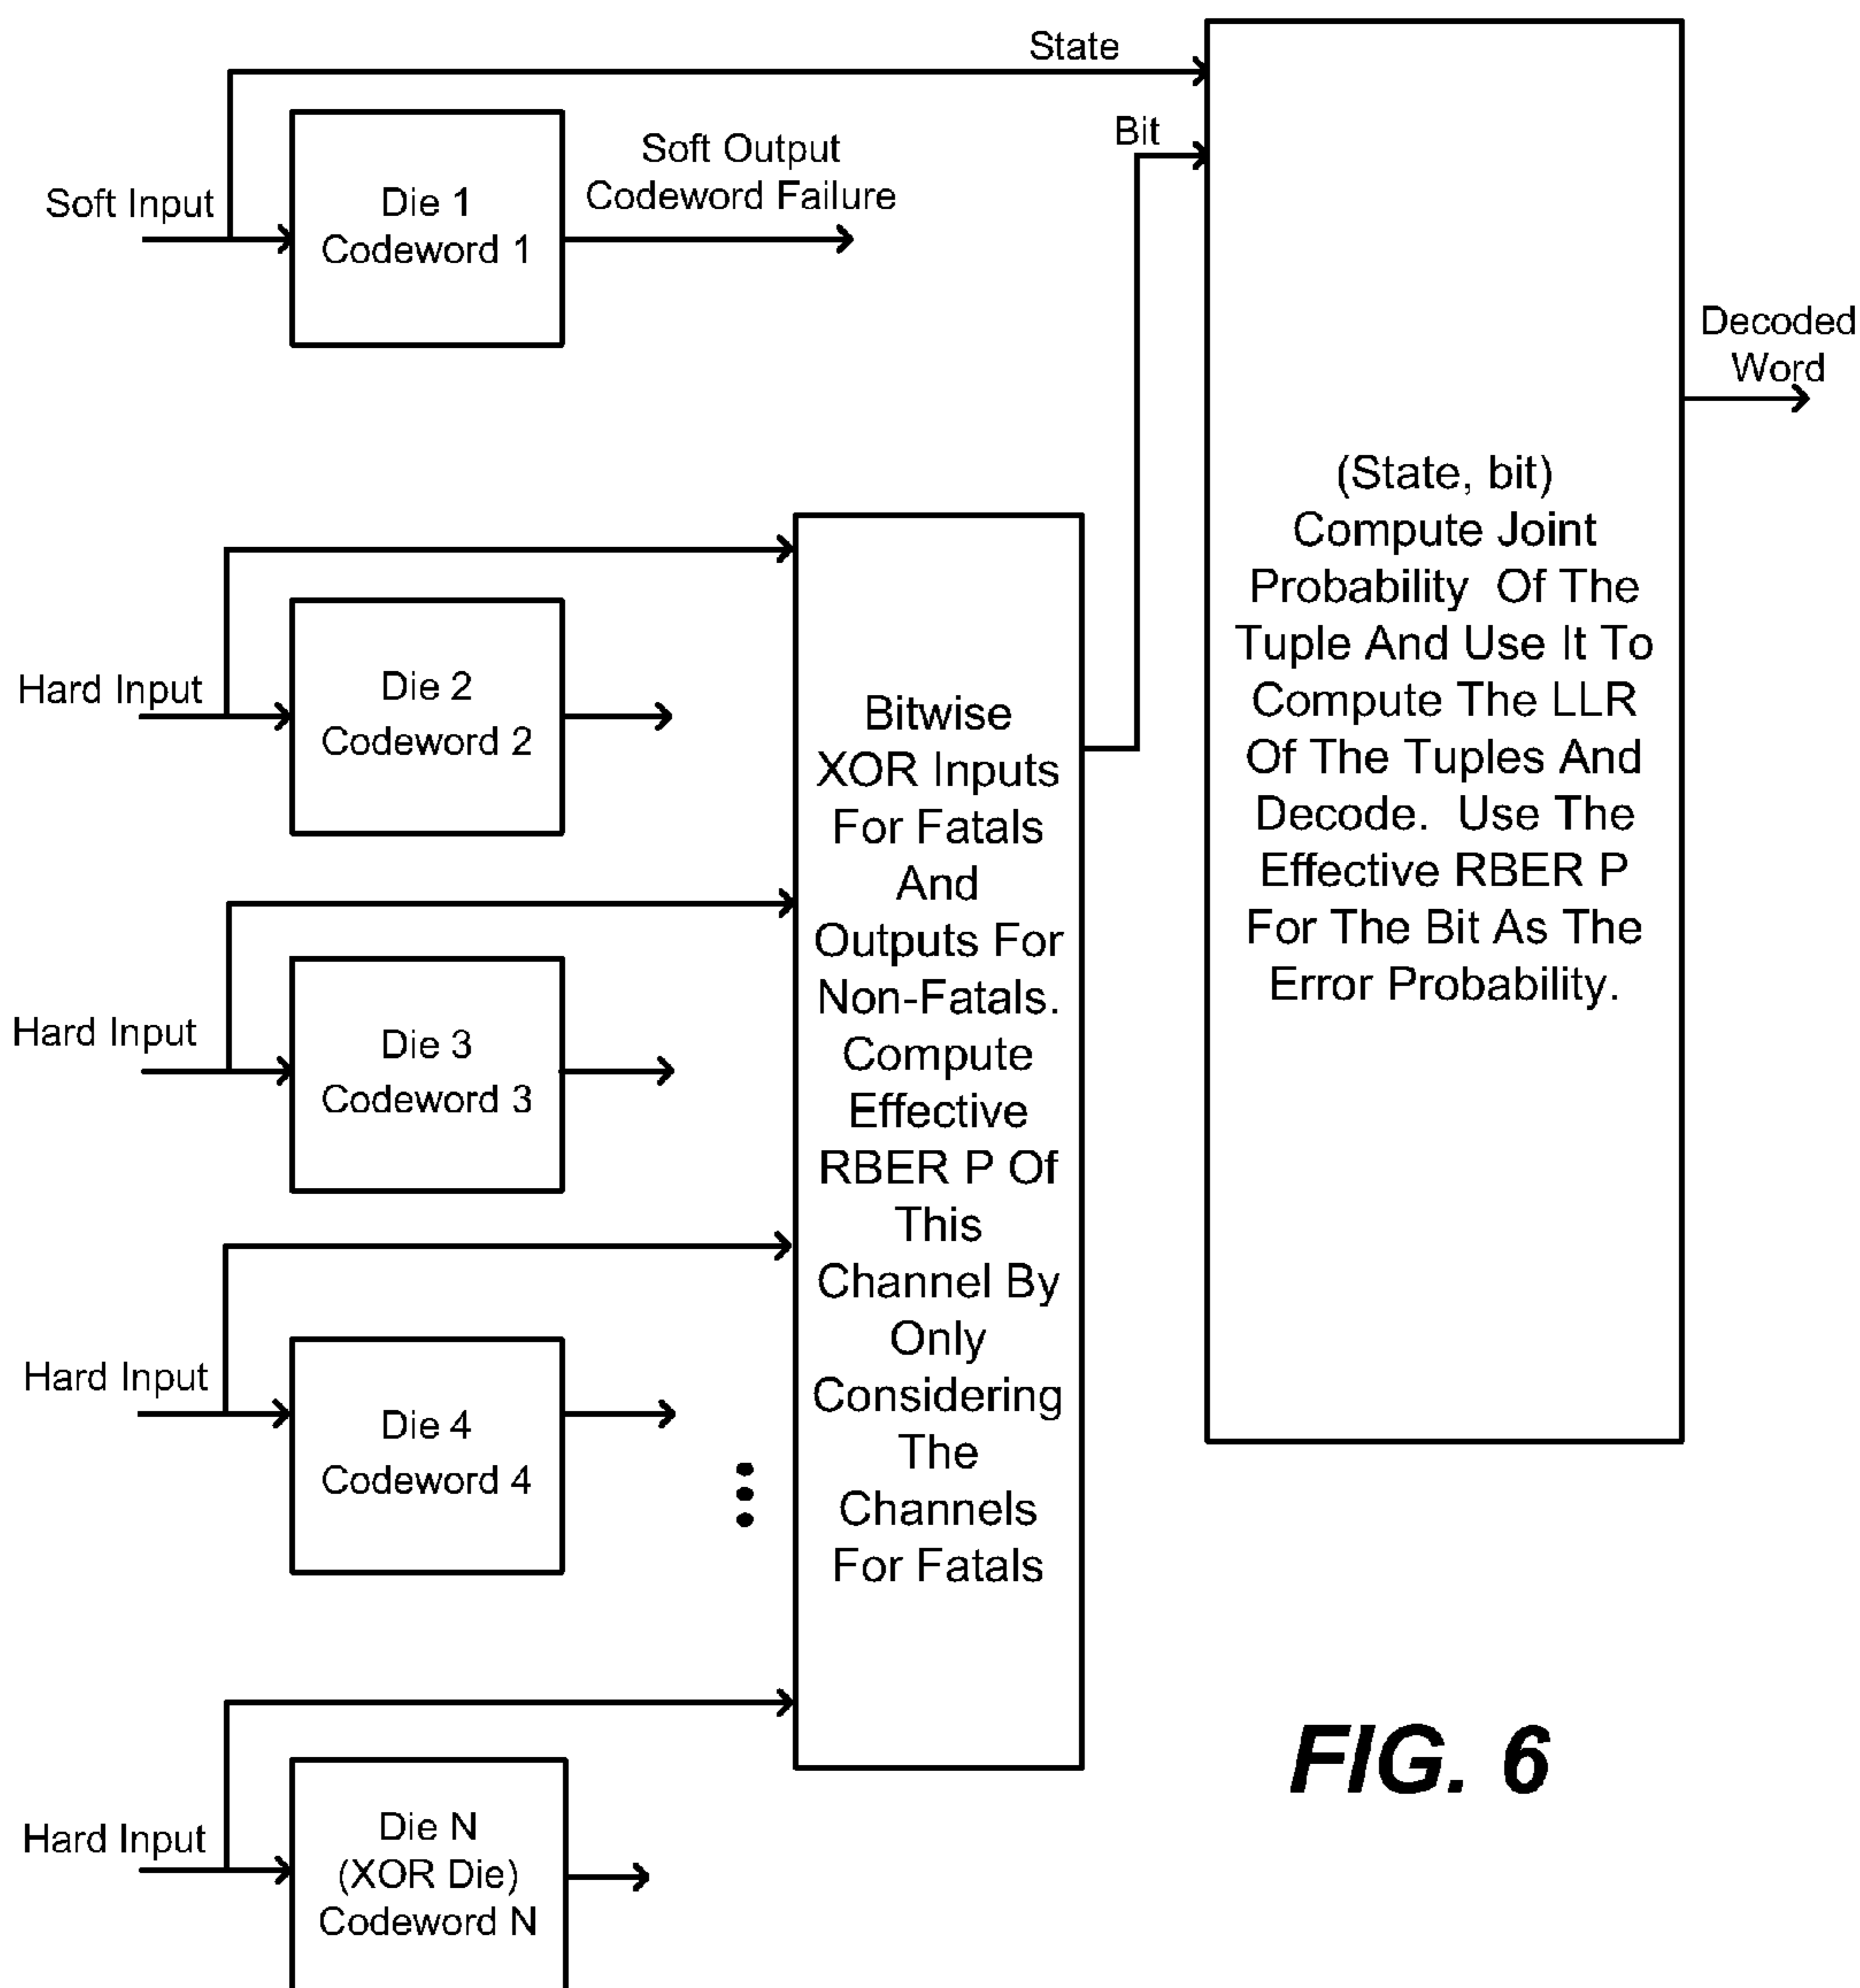 State
Bit
Soft Input
Die 1
Codeword 1
Soft Output
Codeword Failure
Decoded
Word
(State, bit)
Compute Joint
Probability Of The
Tuple And Use It To
Compute The LLR
Of The Tuples And
Decode. Use The
Effective RBER P
For The Bit As The
Error Probability.
Hard Input
Die 2
Codeword 2
Bitwise
XOR Inputs
For Fatals
And
Outputs For
Non-Fatals.
Compute
Effective
RBER P Of
This
Channel By
Only
Considering
The
Channels
For Fatals
Hard Input
Die 3
Codeword 3
Hard Input
Die 4
Codeword 4
Hard Input
Die N
(XOR Die)
Codeword N
FIG. 6